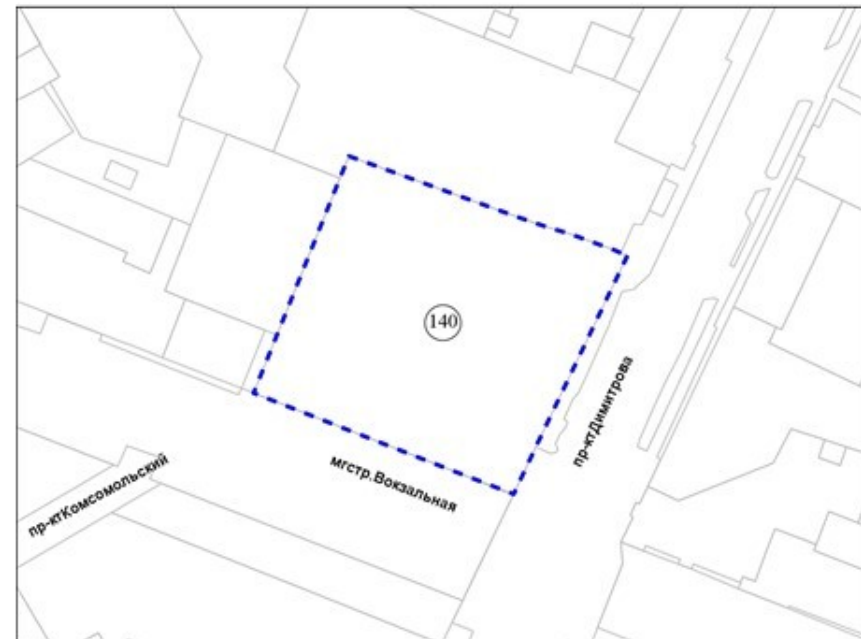 140
пр-ктДимитрова
мгстр.Вокзальная
пр-ктКомсомольский